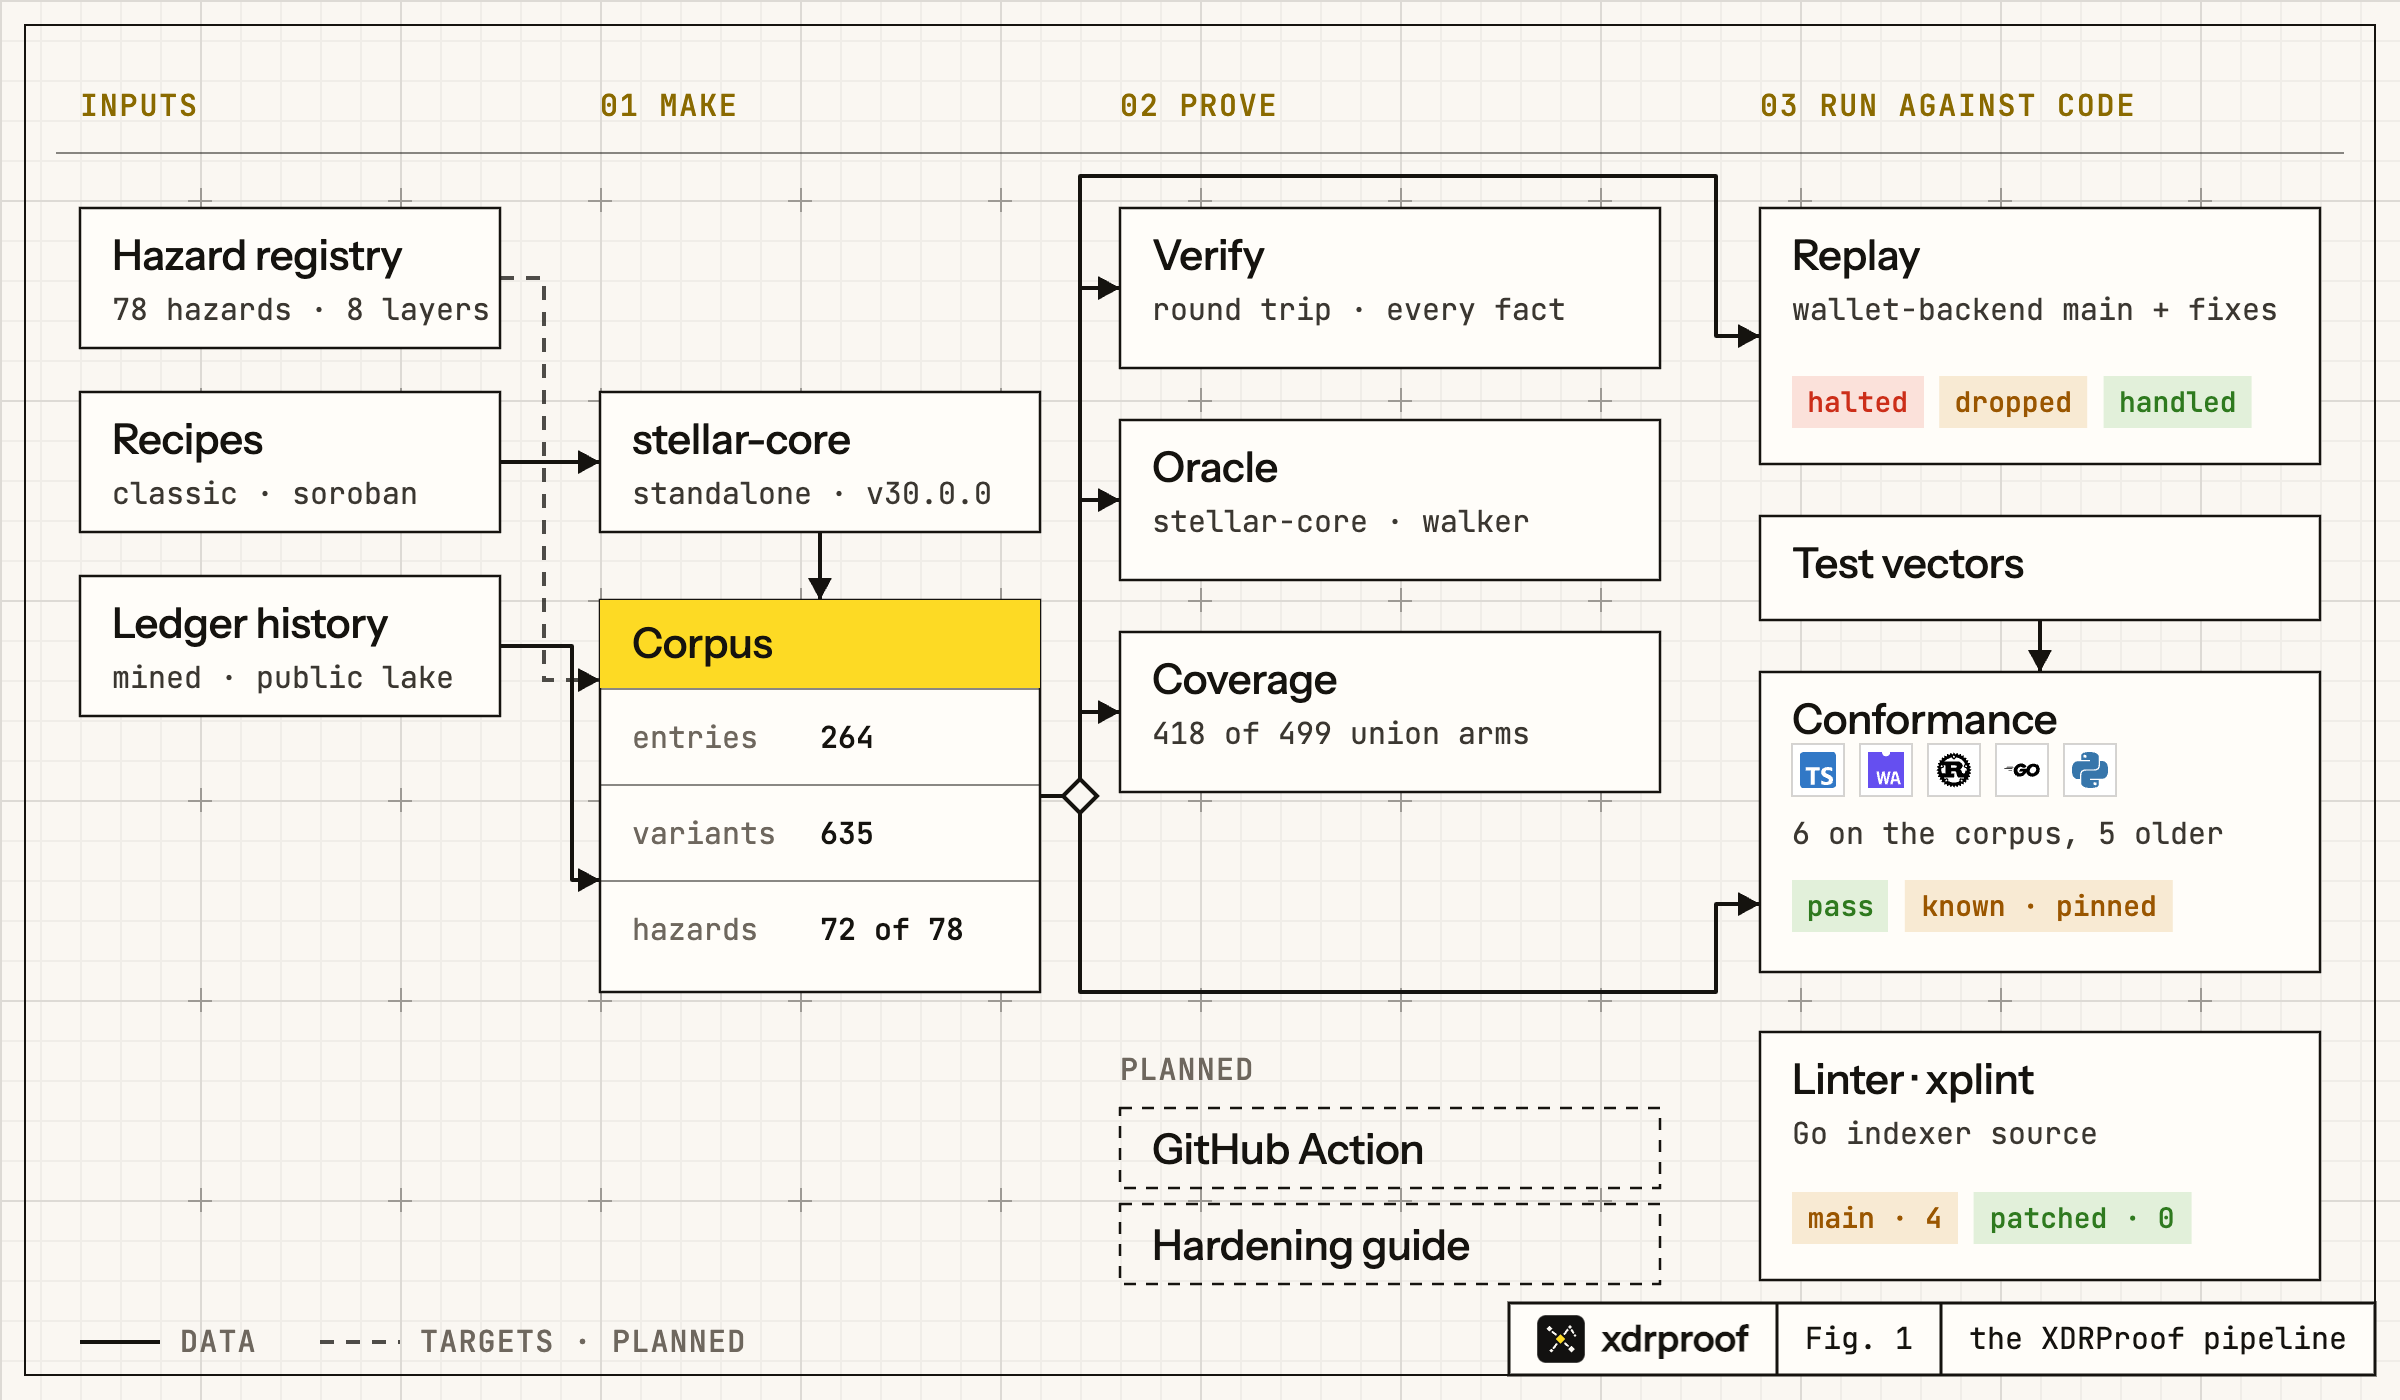 INPUTS
01 MAKE
02 PROVE
03 RUN AGAINST CODE
Hazard registry
78 hazards · 8 layers
Recipes
classic · soroban
Ledger history
mined · public lake
stellar-core
standalone · v30.0.0
Corpus
entries 264
variants 635
hazards 72 of 78
Verify
round trip · every fact
Oracle
stellar-core · walker
Coverage
418 of 499 union arms
PLANNED
GitHub Action
Hardening guide
Replay
wallet-backend main + fixes
halted dropped handled
Test vectors
Conformance
TS WA R GO
6 on the corpus, 5 older
pass known · pinned
Linter · xplint
Go indexer source
main · 4 patched · 0
DATA TARGETS · PLANNED
xdrproof Fig. 1 the XDRProof pipeline